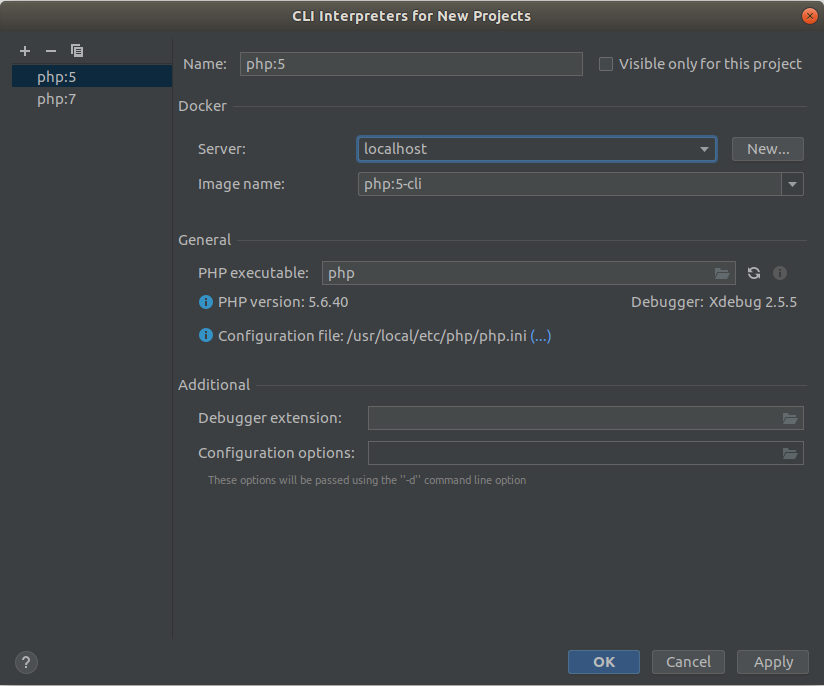 CLI Interpreters for New Projects
php:5
php:7
Name: php:5 Visible only for this project
Docker
Server: localhost New...
Image name: php:5-cli
General
PHP executable: php
PHP version: 5.6.40 Debugger: Xdebug 2.5.5
Configuration file: /usr/local/etc/php/php.ini (...)
Additional
Debugger extension:
Configuration options:
These options will be passed using the ''-d'' command line option
? OK Cancel Apply